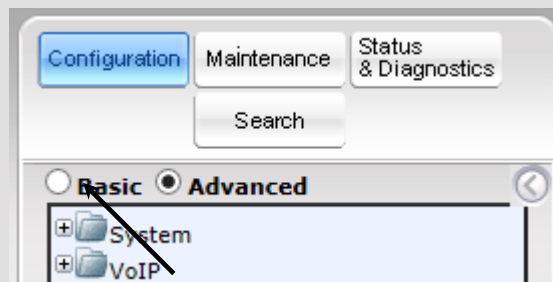 Configuration
Maintenance
Status
& Diagnostics
Search
Basic Advanced
System
VoIP